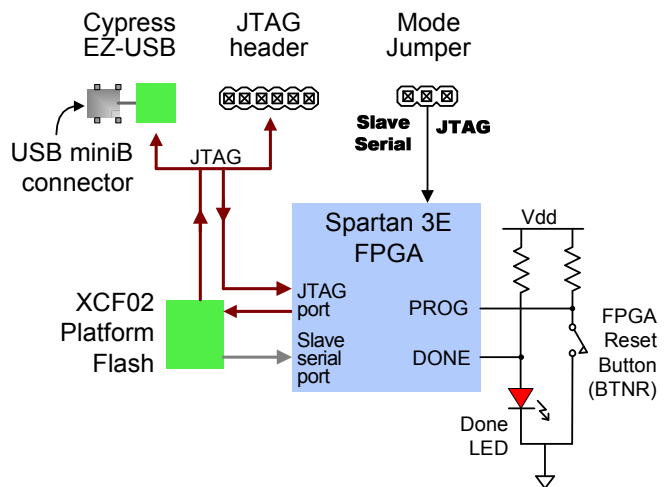 Cypress
EZ-USB
JTAG
header
Mode
Jumper
USB miniB
connector
JTAG
Slave
Serial
JTAG
Spartan 3E
FPGA
Vdd
JTAG
port
PROG
Slave
serial
port
DONE
XCF02
Platform
Flash
FPGA
Reset
Button
(BTNR)
Done
LED